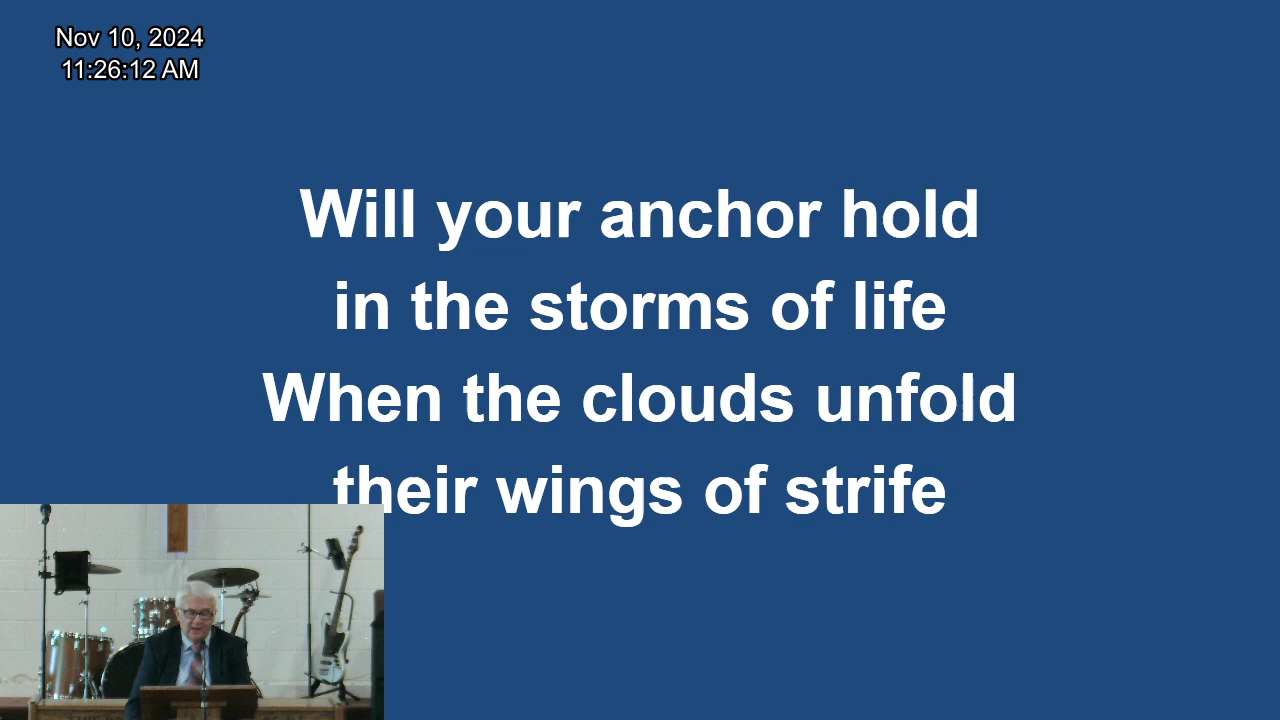 Nov 10, 2024
11:26:12 AM
Will your anchor hold
in the storms of life
When the clouds unfold
their wings of strife